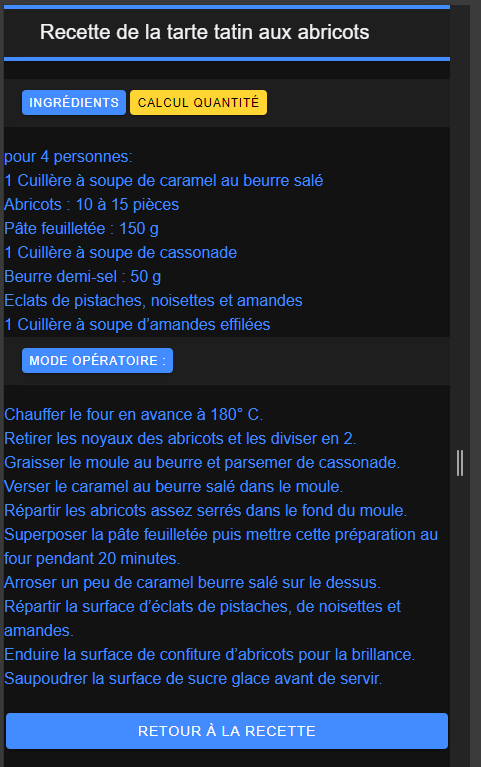 Recette de la tarte tatin aux abricots
INGRÉDIENTS CALCUL QUANTITÉ
pour 4 personnes:
1 Cuillère à soupe de caramel au beurre salé
Abricots : 10 à 15 pièces
Pâte feuilletée : 150 g
1 Cuillère à soupe de cassonade
Beurre demi-sel : 50 g
Eclats de pistaches, noisettes et amandes
1 Cuillère à soupe d’amandes effilées
MODE OPÉRATOIRE :
Chauffer le four en avance à 180° C.
Retirer les noyaux des abricots et les diviser en 2.
Graisser le moule au beurre et parsemer de cassonade.
Verser le caramel au beurre salé dans le moule.
Répartir les abricots assez serrés dans le fond du moule.
Superposer la pâte feuilletée puis mettre cette préparation au
four pendant 20 minutes.
Arroser un peu de caramel beurre salé sur le dessus.
Répartir la surface d’éclats de pistaches, de noisettes et
amandes.
Enduire la surface de confiture d’abricots pour la brillance.
Saupoudrer la surface de sucre glace avant de servir.
RETOUR À LA RECETTE